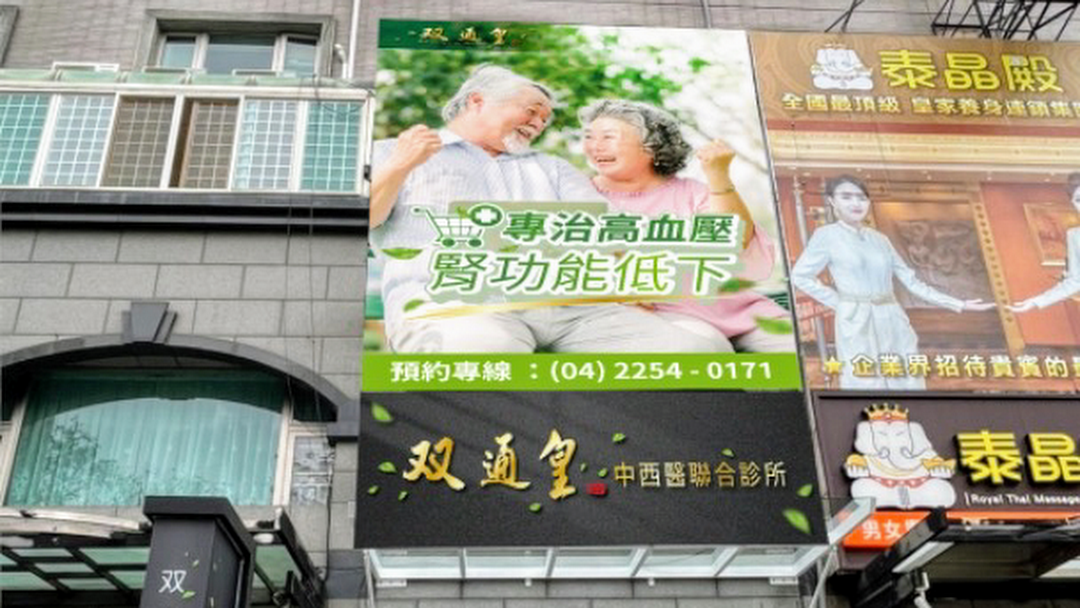 双通皇
專治高血壓
腎功能低下
預約專線：(04) 2254-0171
双通皇 中西醫聯合診所
双
泰晶殿
全國最頂級 皇家養身連鎖集
★企業界招待貴賓的
泰晶
Royal Thai Massage
男女